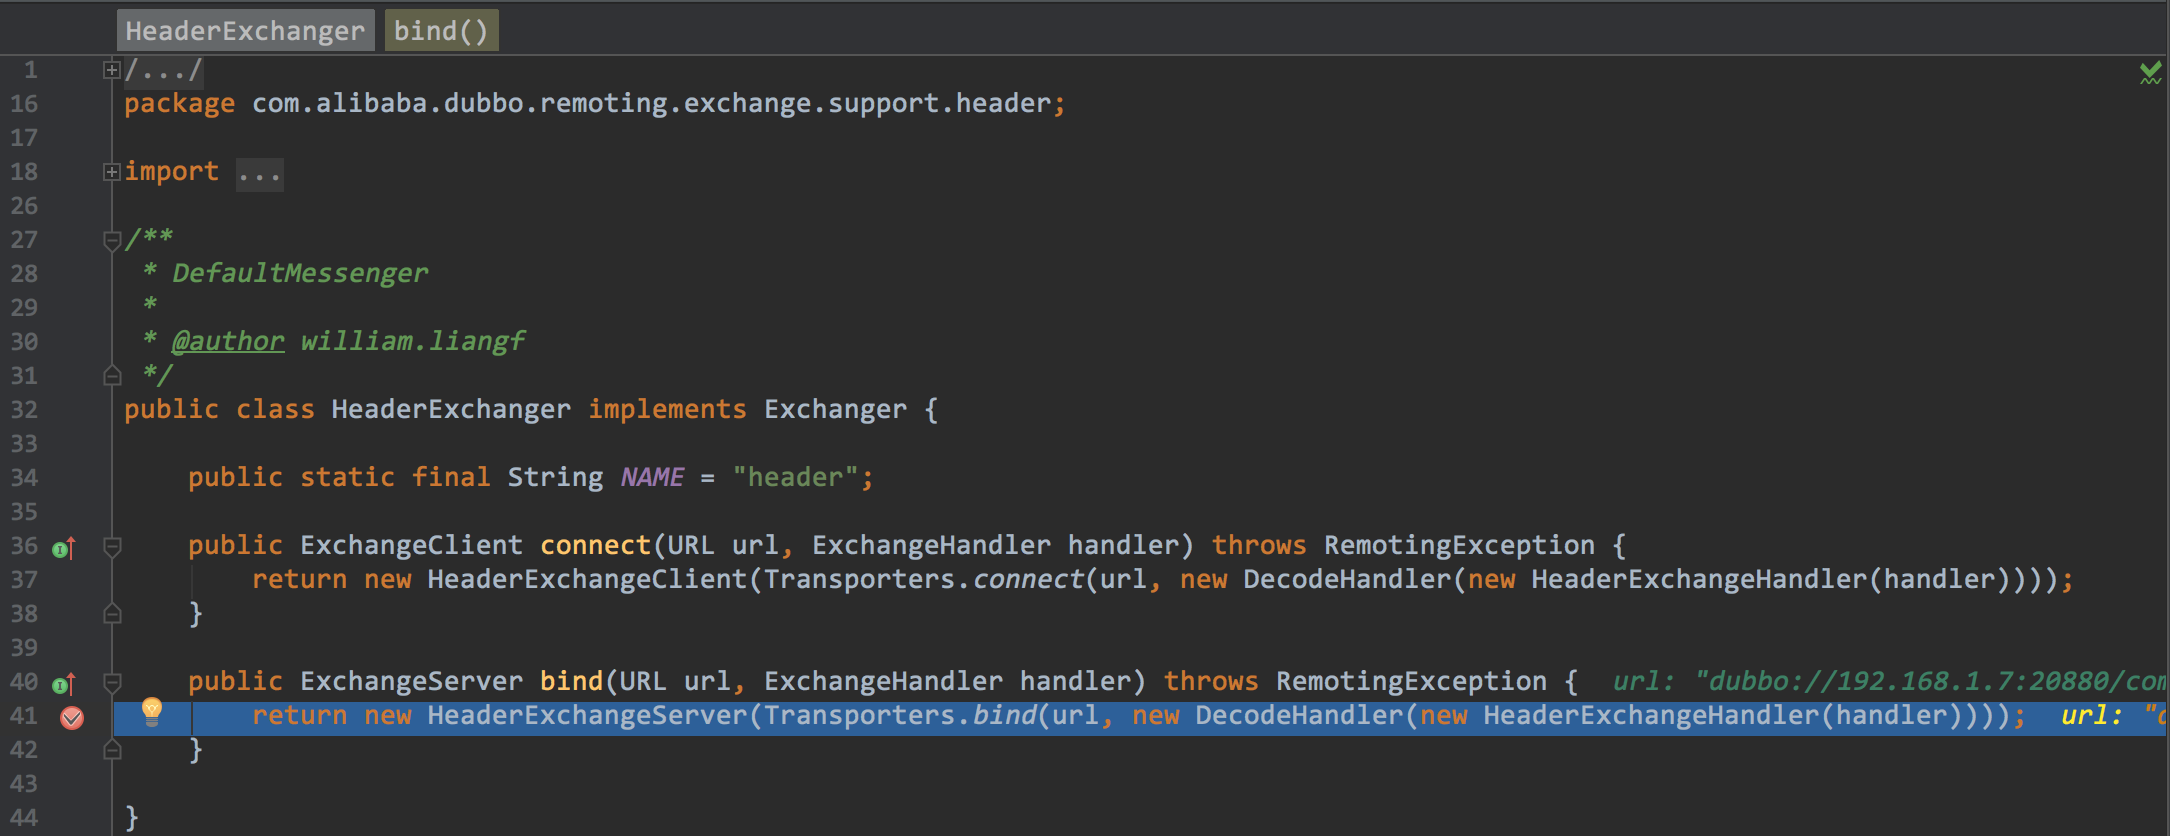 HeaderExchanger bind()
1 /.../
16 package com.alibaba.dubbo.remoting.exchange.support.header;
17
18 import ...
26
27 /**
28  * DefaultMessenger
29  *
30  * @author william.liangf
31  */
32 public class HeaderExchanger implements Exchanger {
33
34     public static final String NAME = "header";
35
36     public ExchangeClient connect(URL url, ExchangeHandler handler) throws RemotingException {
37         return new HeaderExchangeClient(Transporters.connect(url, new DecodeHandler(new HeaderExchangeHandler(handler))));
38     }
39
40     public ExchangeServer bind(URL url, ExchangeHandler handler) throws RemotingException {  url: "dubbo://192.168.1.7:20880/com
41         return new HeaderExchangeServer(Transporters.bind(url, new DecodeHandler(new HeaderExchangeHandler(handler))));  url: "d
42     }
43
44 }